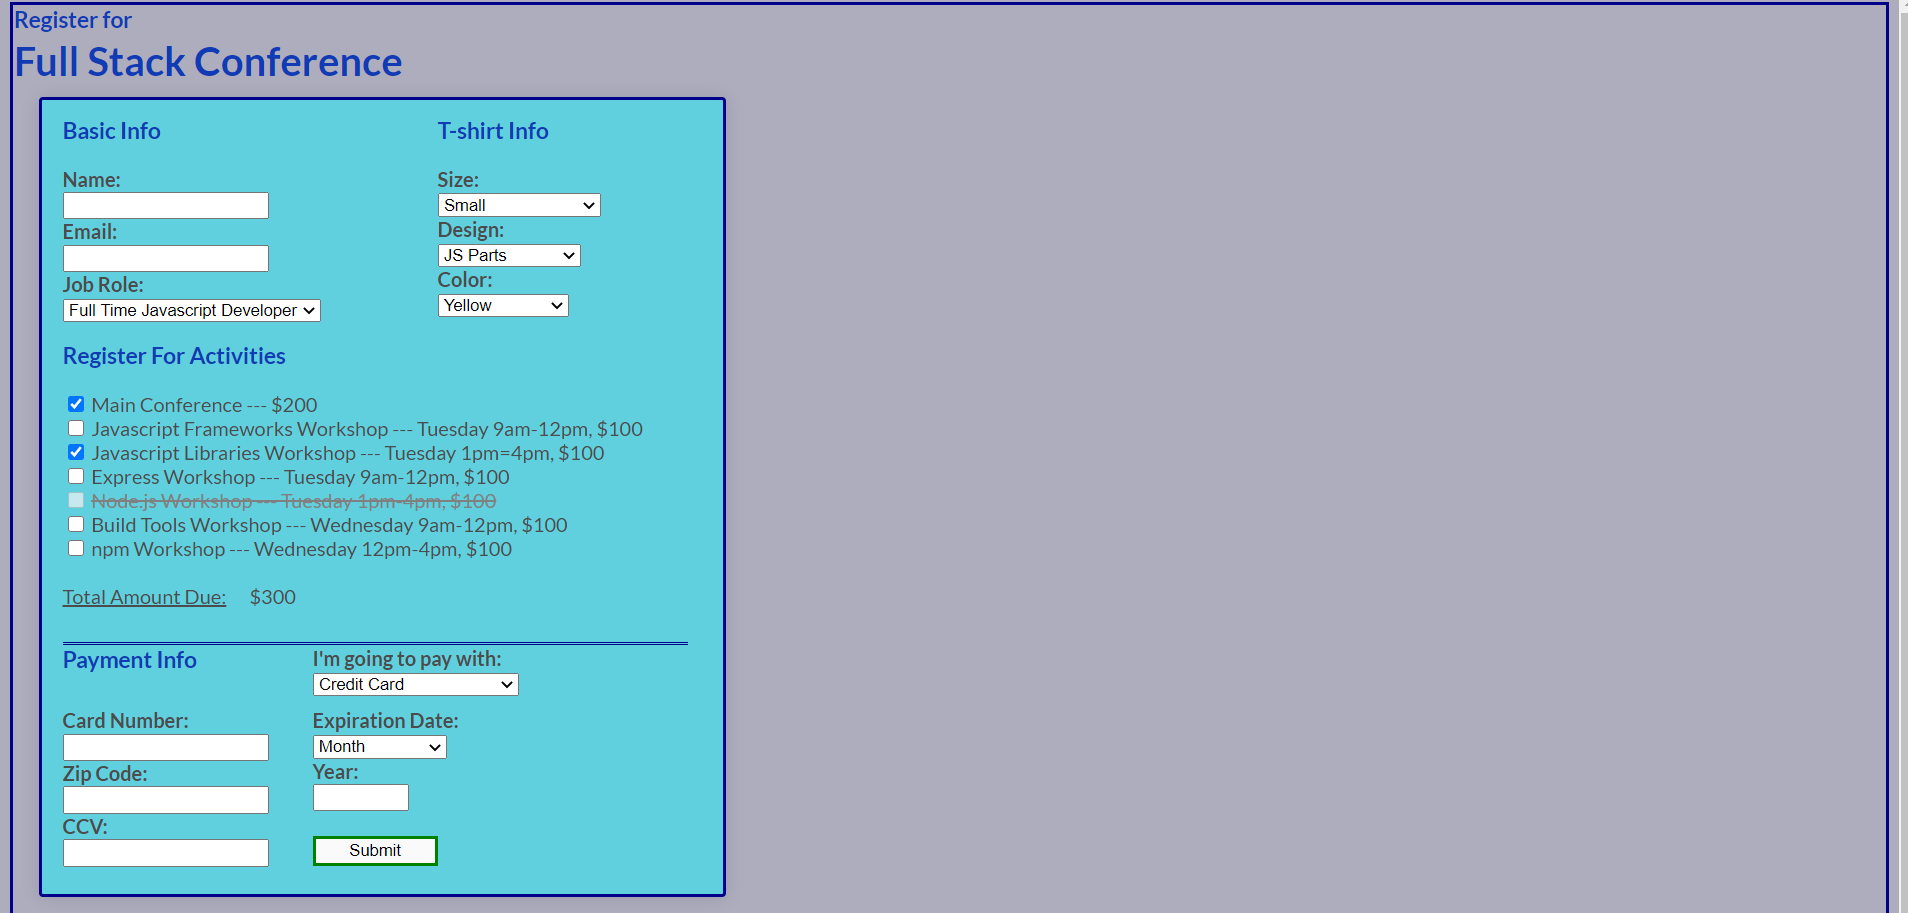 Register for
Full Stack Conference
Basic Info
Name:
Email:
Job Role:
Full Time Javascript Developer
T-shirt Info
Size:
Small
Design:
JS Parts
Color:
Yellow
Register For Activities
Main Conference --- $200
Javascript Frameworks Workshop --- Tuesday 9am-12pm, $100
Javascript Libraries Workshop --- Tuesday 1pm=4pm, $100
Express Workshop --- Tuesday 9am-12pm, $100
Node.js Workshop --- Tuesday 1pm-4pm, $100
Build Tools Workshop --- Wednesday 9am-12pm, $100
npm Workshop --- Wednesday 12pm-4pm, $100
Total Amount Due: $300
Payment Info
I'm going to pay with:
Credit Card
Card Number:
Zip Code:
CCV:
Expiration Date:
Month
Year:
Submit